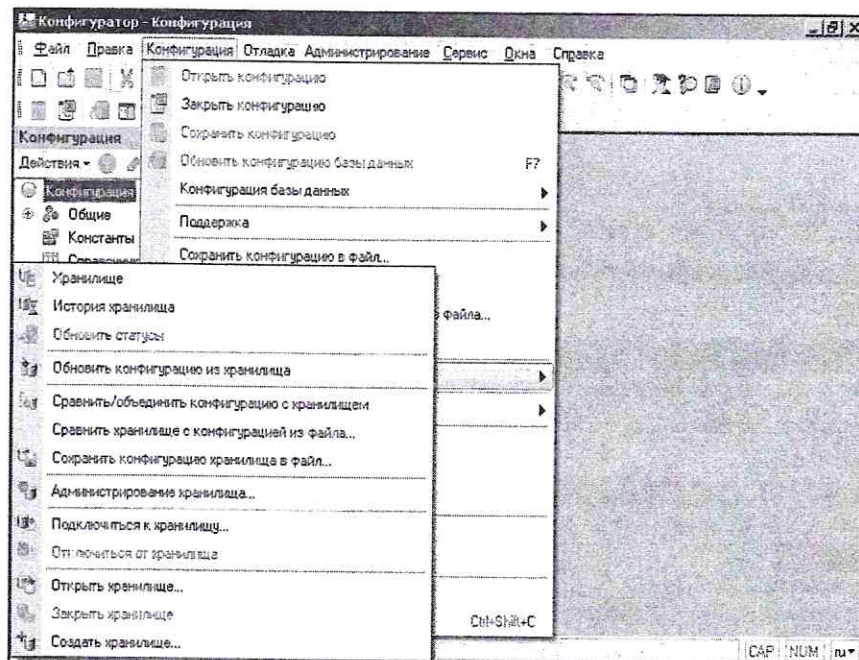 Конфигуратор - Конфигурация
Файл Правка Конфигурация Отладка Администрирование Сервис Окна Справка
Открыть конфигурацию
Закрыть конфигурацию
Сохранить конфигурацию
Обновить конфигурацию базы данных F7
Конфигурация базы данных
Поддержка
Сохранить конфигурацию в файл...
файла...
Ctrl+Shift+C
Конфигурация
Действия
Конфигурация
Общие
Константы
Справочники
Хранилище
История хранилища
Обновить статусы
Обновить конфигурацию из хранилища
Сравнить/объединить конфигурацию с хранилищем
Сравнить хранилище с конфигурацией из файла...
Сохранить конфигурацию хранилища в файл...
Администрирование хранилища...
Подключиться к хранилищу...
Отключиться от хранилища
Открыть хранилище...
Закрыть хранилище
Создать хранилище...
CAP NUM ru